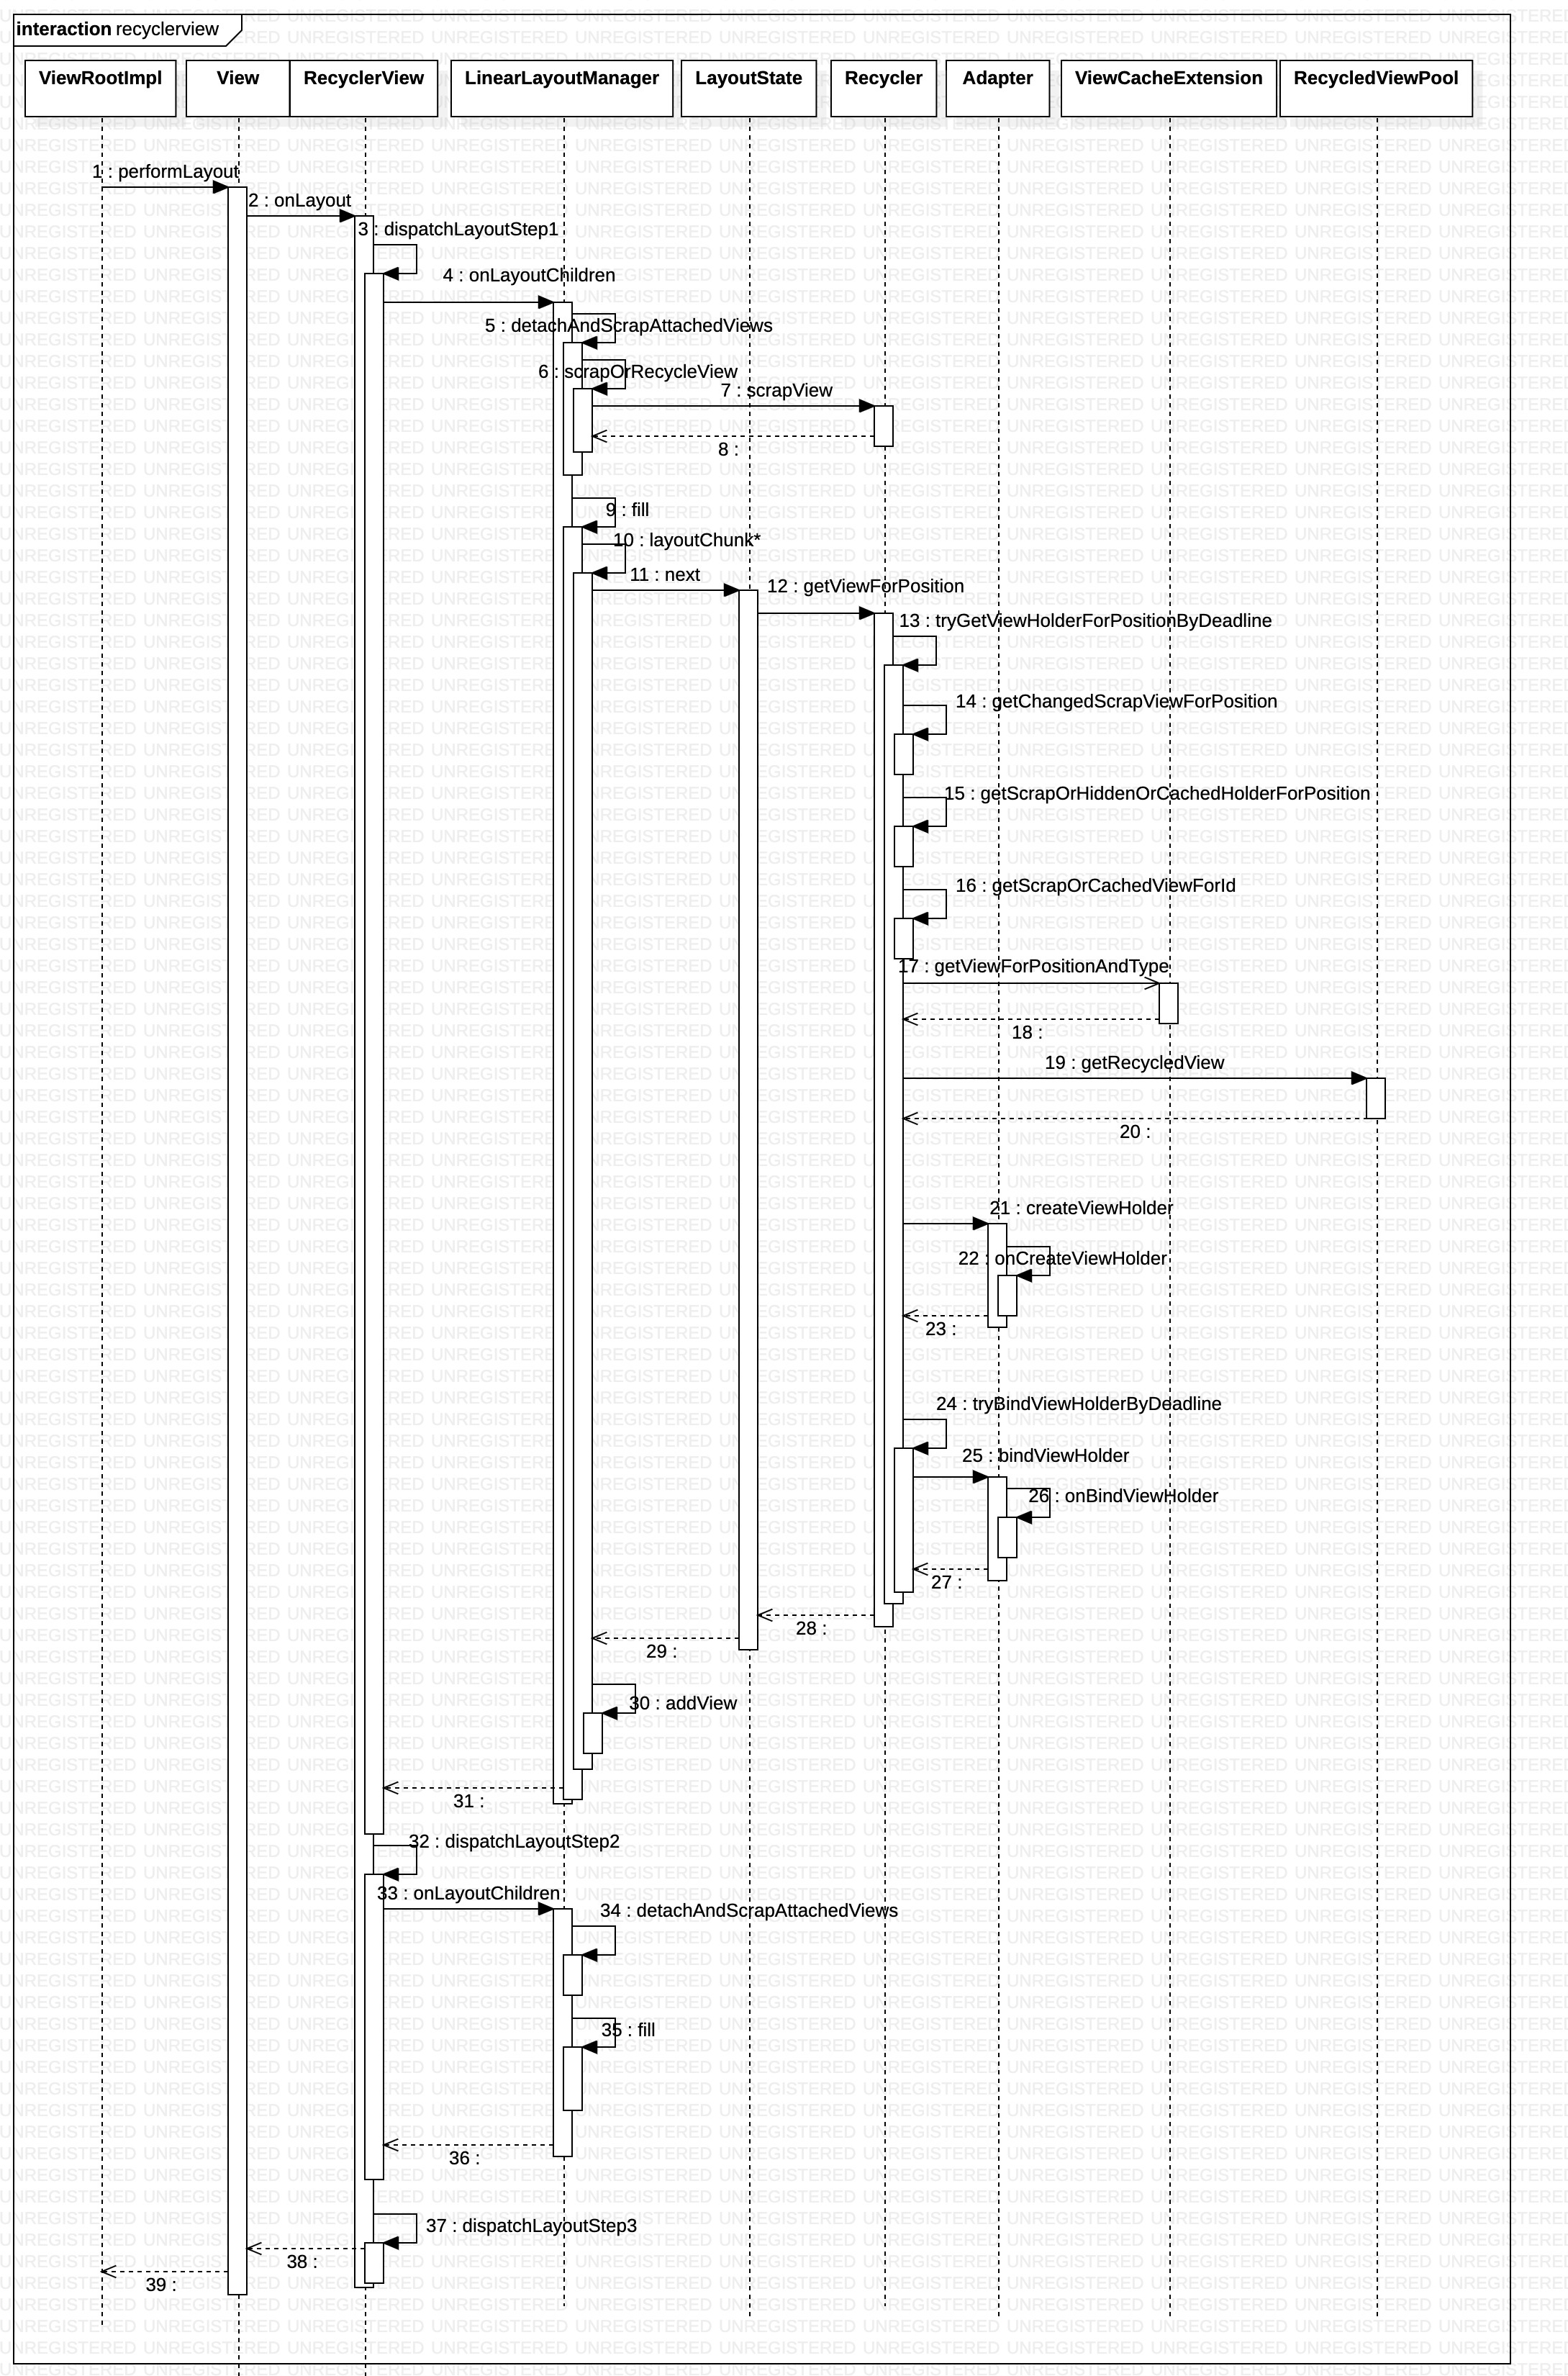 interaction recyclerview
ViewRootImpl
View
RecyclerView
LinearLayoutManager
LayoutState
Recycler
Adapter
ViewCacheExtension
RecycledViewPool
1 : performLayout
2 : onLayout
3 : dispatchLayoutStep1
4 : onLayoutChildren
5 : detachAndScrapAttachedViews
6 : scrapOrRecycleView
7 : scrapView
8 :
9 : fill
10 : layoutChunk*
11 : next
12 : getViewForPosition
13 : tryGetViewHolderForPositionByDeadline
14 : getChangedScrapViewForPosition
15 : getScrapOrHiddenOrCachedHolderForPosition
16 : getScrapOrCachedViewForId
17 : getViewForPositionAndType
18 :
19 : getRecycledView
20 :
21 : createViewHolder
22 : onCreateViewHolder
23 :
24 : tryBindViewHolderByDeadline
25 : bindViewHolder
26 : onBindViewHolder
27 :
28 :
29 :
30 : addView
31 :
32 : dispatchLayoutStep2
33 : onLayoutChildren
34 : detachAndScrapAttachedViews
35 : fill
36 :
37 : dispatchLayoutStep3
38 :
39 :
UNREGISTERED